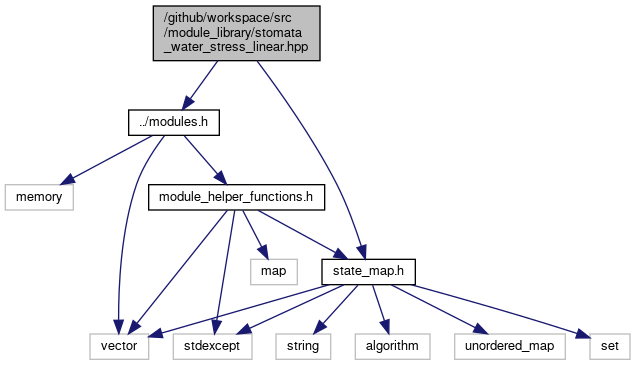 /github/workspace/src
/module_library/stomata
_water_stress_linear.hpp
../modules.h
memory
module_helper_functions.h
map
state_map.h
vector
stdexcept
string
algorithm
unordered_map
set